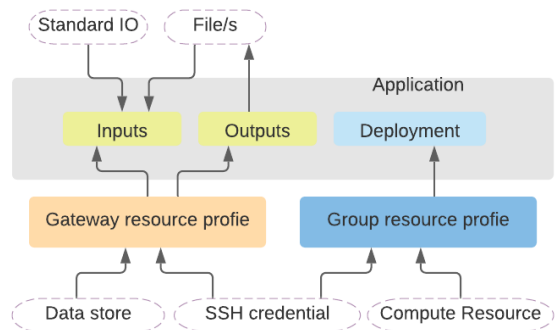 Standard IO
File/s
Application
Inputs
Outputs
Deployment
Gateway resource profie
Group resource profie
Data store
SSH credential
Compute Resource